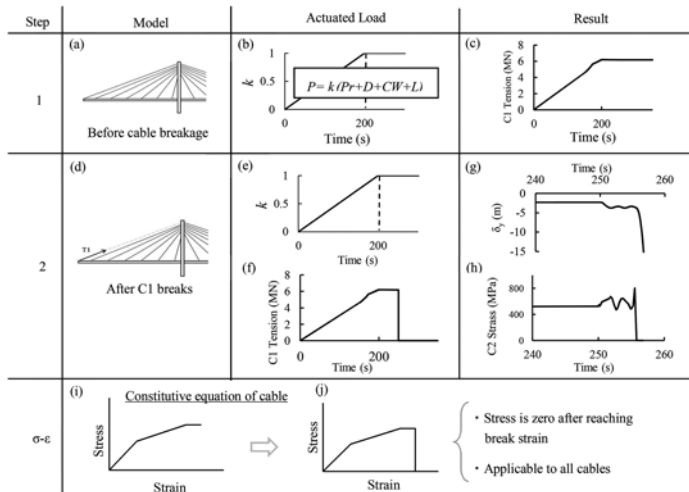 Step
Model
Actuated Load
Result
1
(a)
Before cable breakage
(b)
k
1
0.5
0
P= k (Pr+D+CW+L)
200
Time (s)
(c)
C1 Tension (MN)
8
6
4
2
0
0
200
Time (s)
2
(d)
T1
After C1 breaks
(e)
k
1
0.5
0
200
Time (s)
(f)
C1 Tension (MN)
8
6
4
2
0
0
200
Time (s)
(g)
Time (s)
240
250
260
δy (m)
0
-5
-10
-15
(h)
C2 Strass (MPa)
800
400
0
240
250
260
Time (s)
σ-ε
(i)
Constitutive equation of cable
Stress
Strain
(j)
Stress
Strain
・Stress is zero after reaching
break strain
・Applicable to all cables